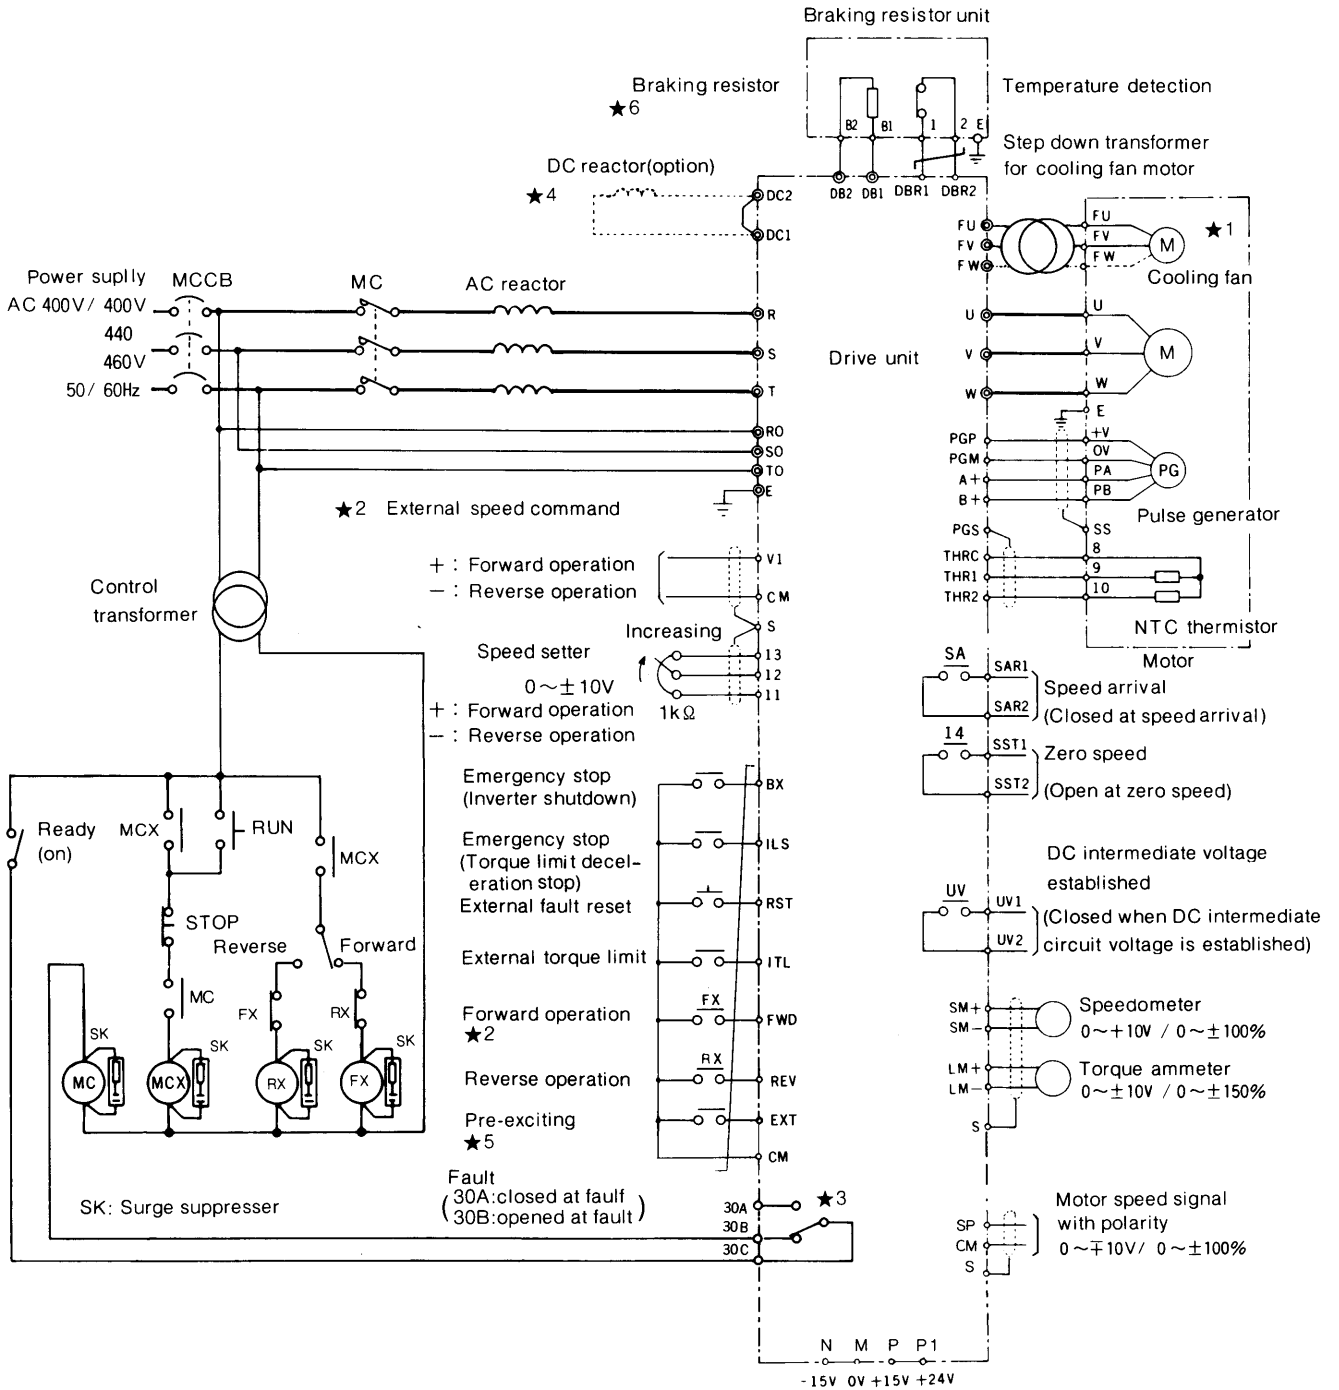 Braking resistor unit
Braking resistor
★6
Temperature detection
B2 B1 1 2 E
Step down transformer
for cooling fan motor
DC reactor(option)
★4
DC2
DC1
DB2 DB1 DBR1 DBR2
FU
FV
FW
FU
FV
FW
M
★1
Cooling fan
Power suplly
AC 400V/ 400V
440
460V
50/ 60Hz
MCCB
MC
AC reactor
R
S
T
Drive unit
U
V
W
U
V
W
M
E
RO
SO
TO
E
PGP
PGM
A+
B+
+V
OV
PA
PB
PG
Pulse generator
PGS
SS
THRC
THR1
THR2
8
9
10
NTC thermistor
Motor
★2 External speed command
+ : Forward operation
− : Reverse operation
V1
CM
S
Increasing
Speed setter
0~±10V
1kΩ
13
12
11
+ : Forward operation
− : Reverse operation
Control
transformer
SA
SAR1
SAR2
Speed arrival
(Closed at speed arrival)
14
SST1
SST2
Zero speed
(Open at zero speed)
Emergency stop
(Inverter shutdown)
BX
Emergency stop
(Torque limit decel-
eration stop)
ILS
External fault reset
RST
External torque limit
ITL
Forward operation
★2
FX
FWD
Reverse operation
RX
REV
Pre-exciting
★5
EXT
CM
DC intermediate voltage
established
UV
UV1
UV2
(Closed when DC intermediate
circuit voltage is established)
SM+
SM−
Speedometer
0~+10V / 0~±100%
LM+
LM−
Torque ammeter
0~±10V / 0~±150%
S
Ready
(on)
MCX
RUN
MCX
STOP
Reverse
Forward
MC
FX
RX
SK
SK
SK
SK
MC
MCX
RX
FX
SK: Surge suppresser
Fault
(30A:closed at faulf
30B:opened at fault)
30A
30B
30C
★3
SP
CM
S
Motor speed signal
with polarity
0~∓10V/ 0~±100%
N M P P1
-15V 0V +15V +24V